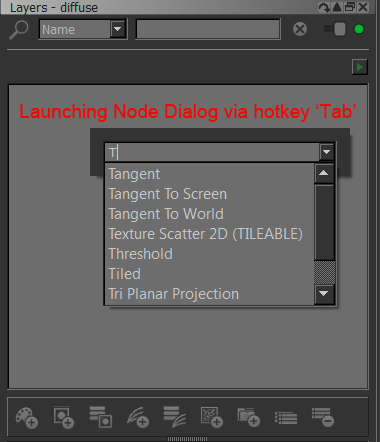 Layers - diffuse
Name
Launching Node Dialog via hotkey ‘Tab’
T
Tangent
Tangent To Screen
Tangent To World
Texture Scatter 2D (TILEABLE)
Threshold
Tiled
Tri Planar Projection